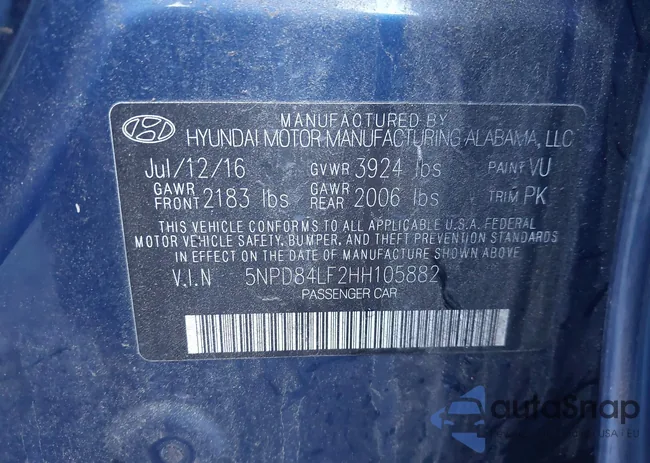 MANUFACTURED BY
HYUNDAI MOTOR MANUFACTURING ALABAMA, LLC
Jul/12/16 GVWR 3924 lbs PAINT VU
GAWR FRONT 2183 lbs GAWR REAR 2006 lbs TRIM PK
THIS VEHICLE CONFORMS TO ALL APPLICABLE U.S.A. FEDERAL
MOTOR VEHICLE SAFETY, BUMPER, AND THEFT PREVENTION STANDARDS
IN EFFECT ON THE DATE OF MANUFACTURE SHOWN ABOVE.
V.I.N 5NPD84LF2HH105882
PASSENGER CAR
autoSnap
USA / EU